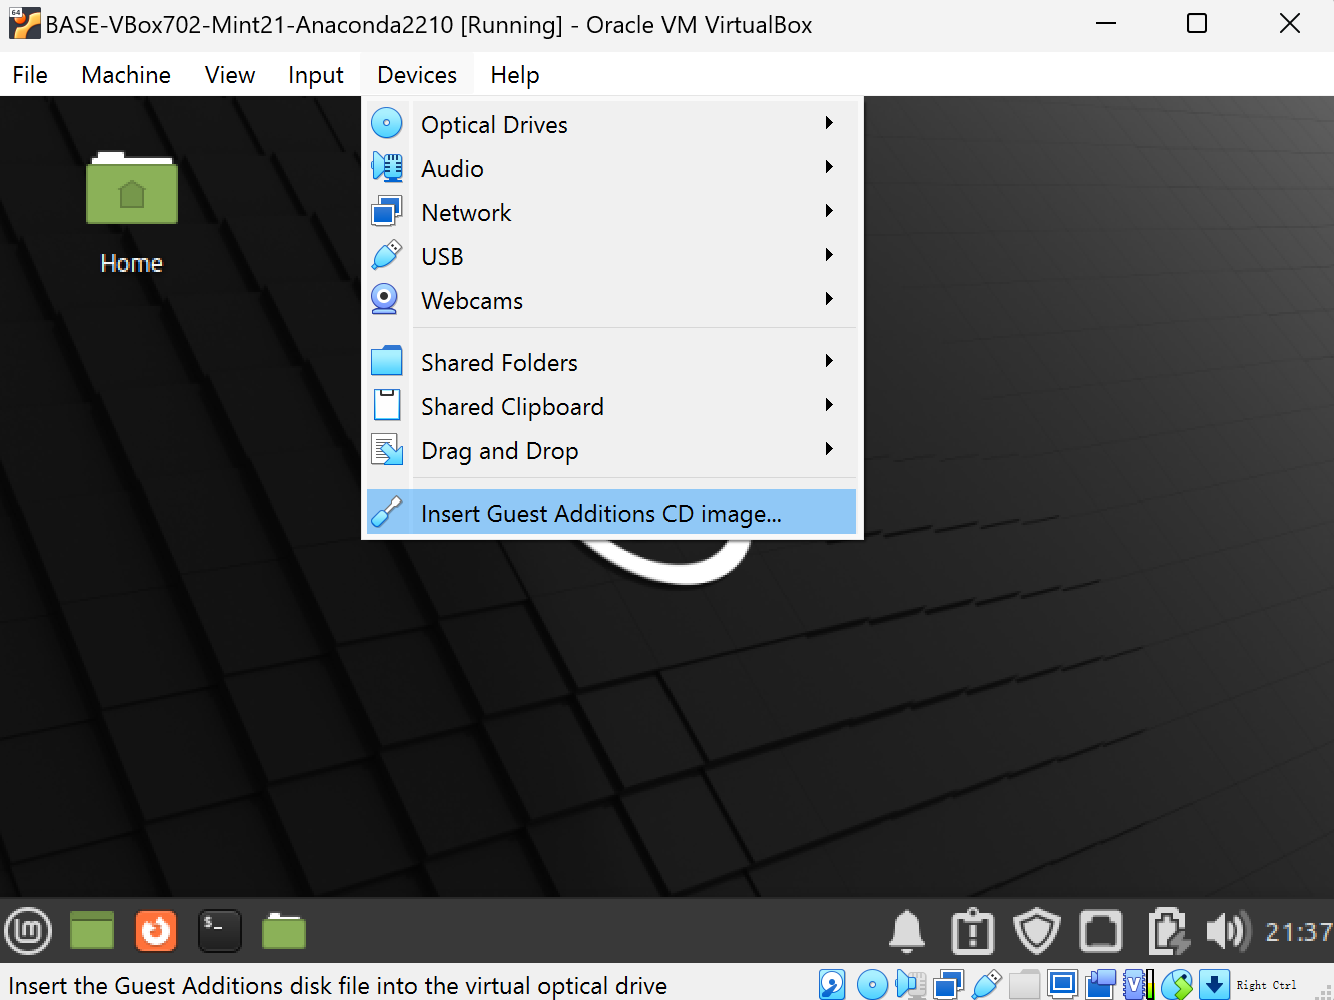 64
BASE-VBox702-Mint21-Anaconda2210 [Running] - Oracle VM VirtualBox
File Machine View Input Devices Help
Optical Drives
Audio
Network
USB
Webcams
Shared Folders
Shared Clipboard
Drag and Drop
Insert Guest Additions CD image...
Home
$_
21:37
Insert the Guest Additions disk file into the virtual optical drive
V
Right Ctrl